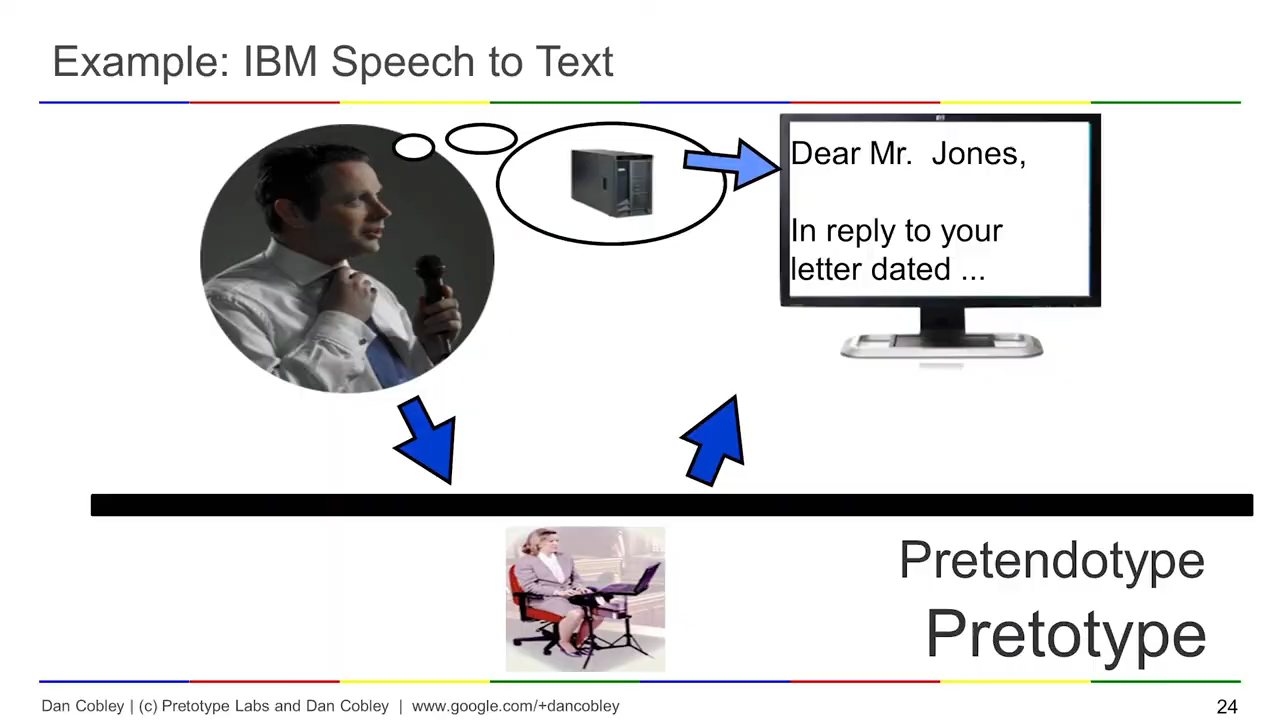 Example: IBM Speech to Text
Dear Mr. Jones,
In reply to your
letter dated ...
Pretendotype
Pretotype
Dan Cobley | (c) Pretotype Labs and Dan Cobley | www.google.com/+dancobley
24